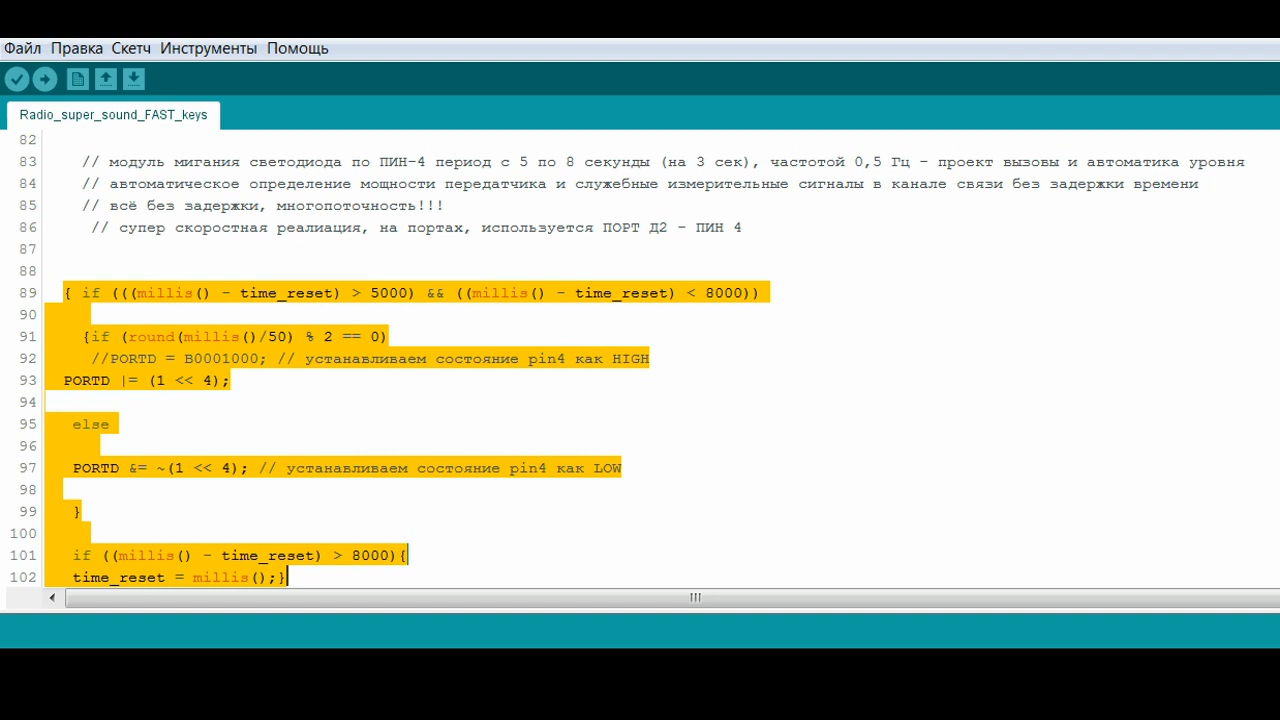 Файл Правка Скетч Инструменты Помощь
Radio_super_sound_FAST_keys
82
83 // модуль мигания светодиода по ПИН-4 период с 5 по 8 секунды (на 3 сек), частотой 0,5 Гц - проект вызовы и автоматика уровня
84 // автоматическое определение мощности передатчика и служебные измерительные сигналы в канале связи без задержки времени
85 // всё без задержки, многопоточность!!!
86 // супер скоростная реалиация, на портах, используется ПОРТ Д2 - ПИН 4
87
88
89 { if (((millis() - time_reset) > 5000) && ((millis() - time_reset) < 8000))
90
91 {if (round(millis()/50) % 2 == 0)
92 //PORTD = B0001000; // устанавливаем состояние pin4 как HIGH
93 PORTD |= (1 << 4);
94
95 else
96
97 PORTD &= ~(1 << 4); // устанавливаем состояние pin4 как LOW
98
99 }
100
101 if ((millis() - time_reset) > 8000){
102 time_reset = millis();}